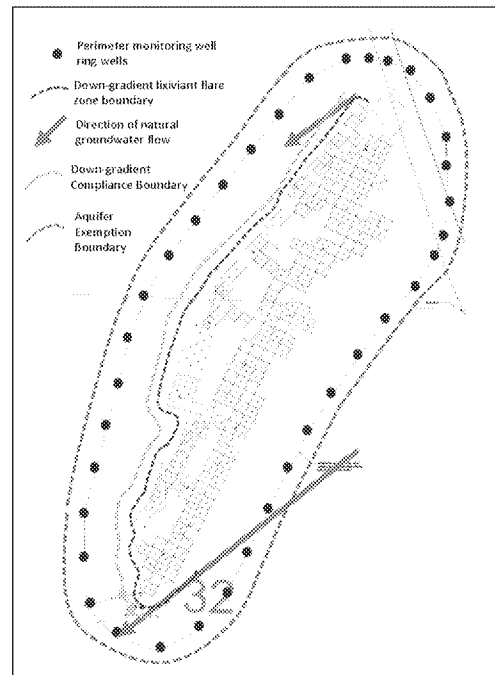 Perimeter monitoring well
ring wells
Down-gradient lixiviant flare
zone boundary
Direction of natural
groundwater flow
Down-gradient
Compliance Boundary
Aquifer
Exemption
Boundary
32